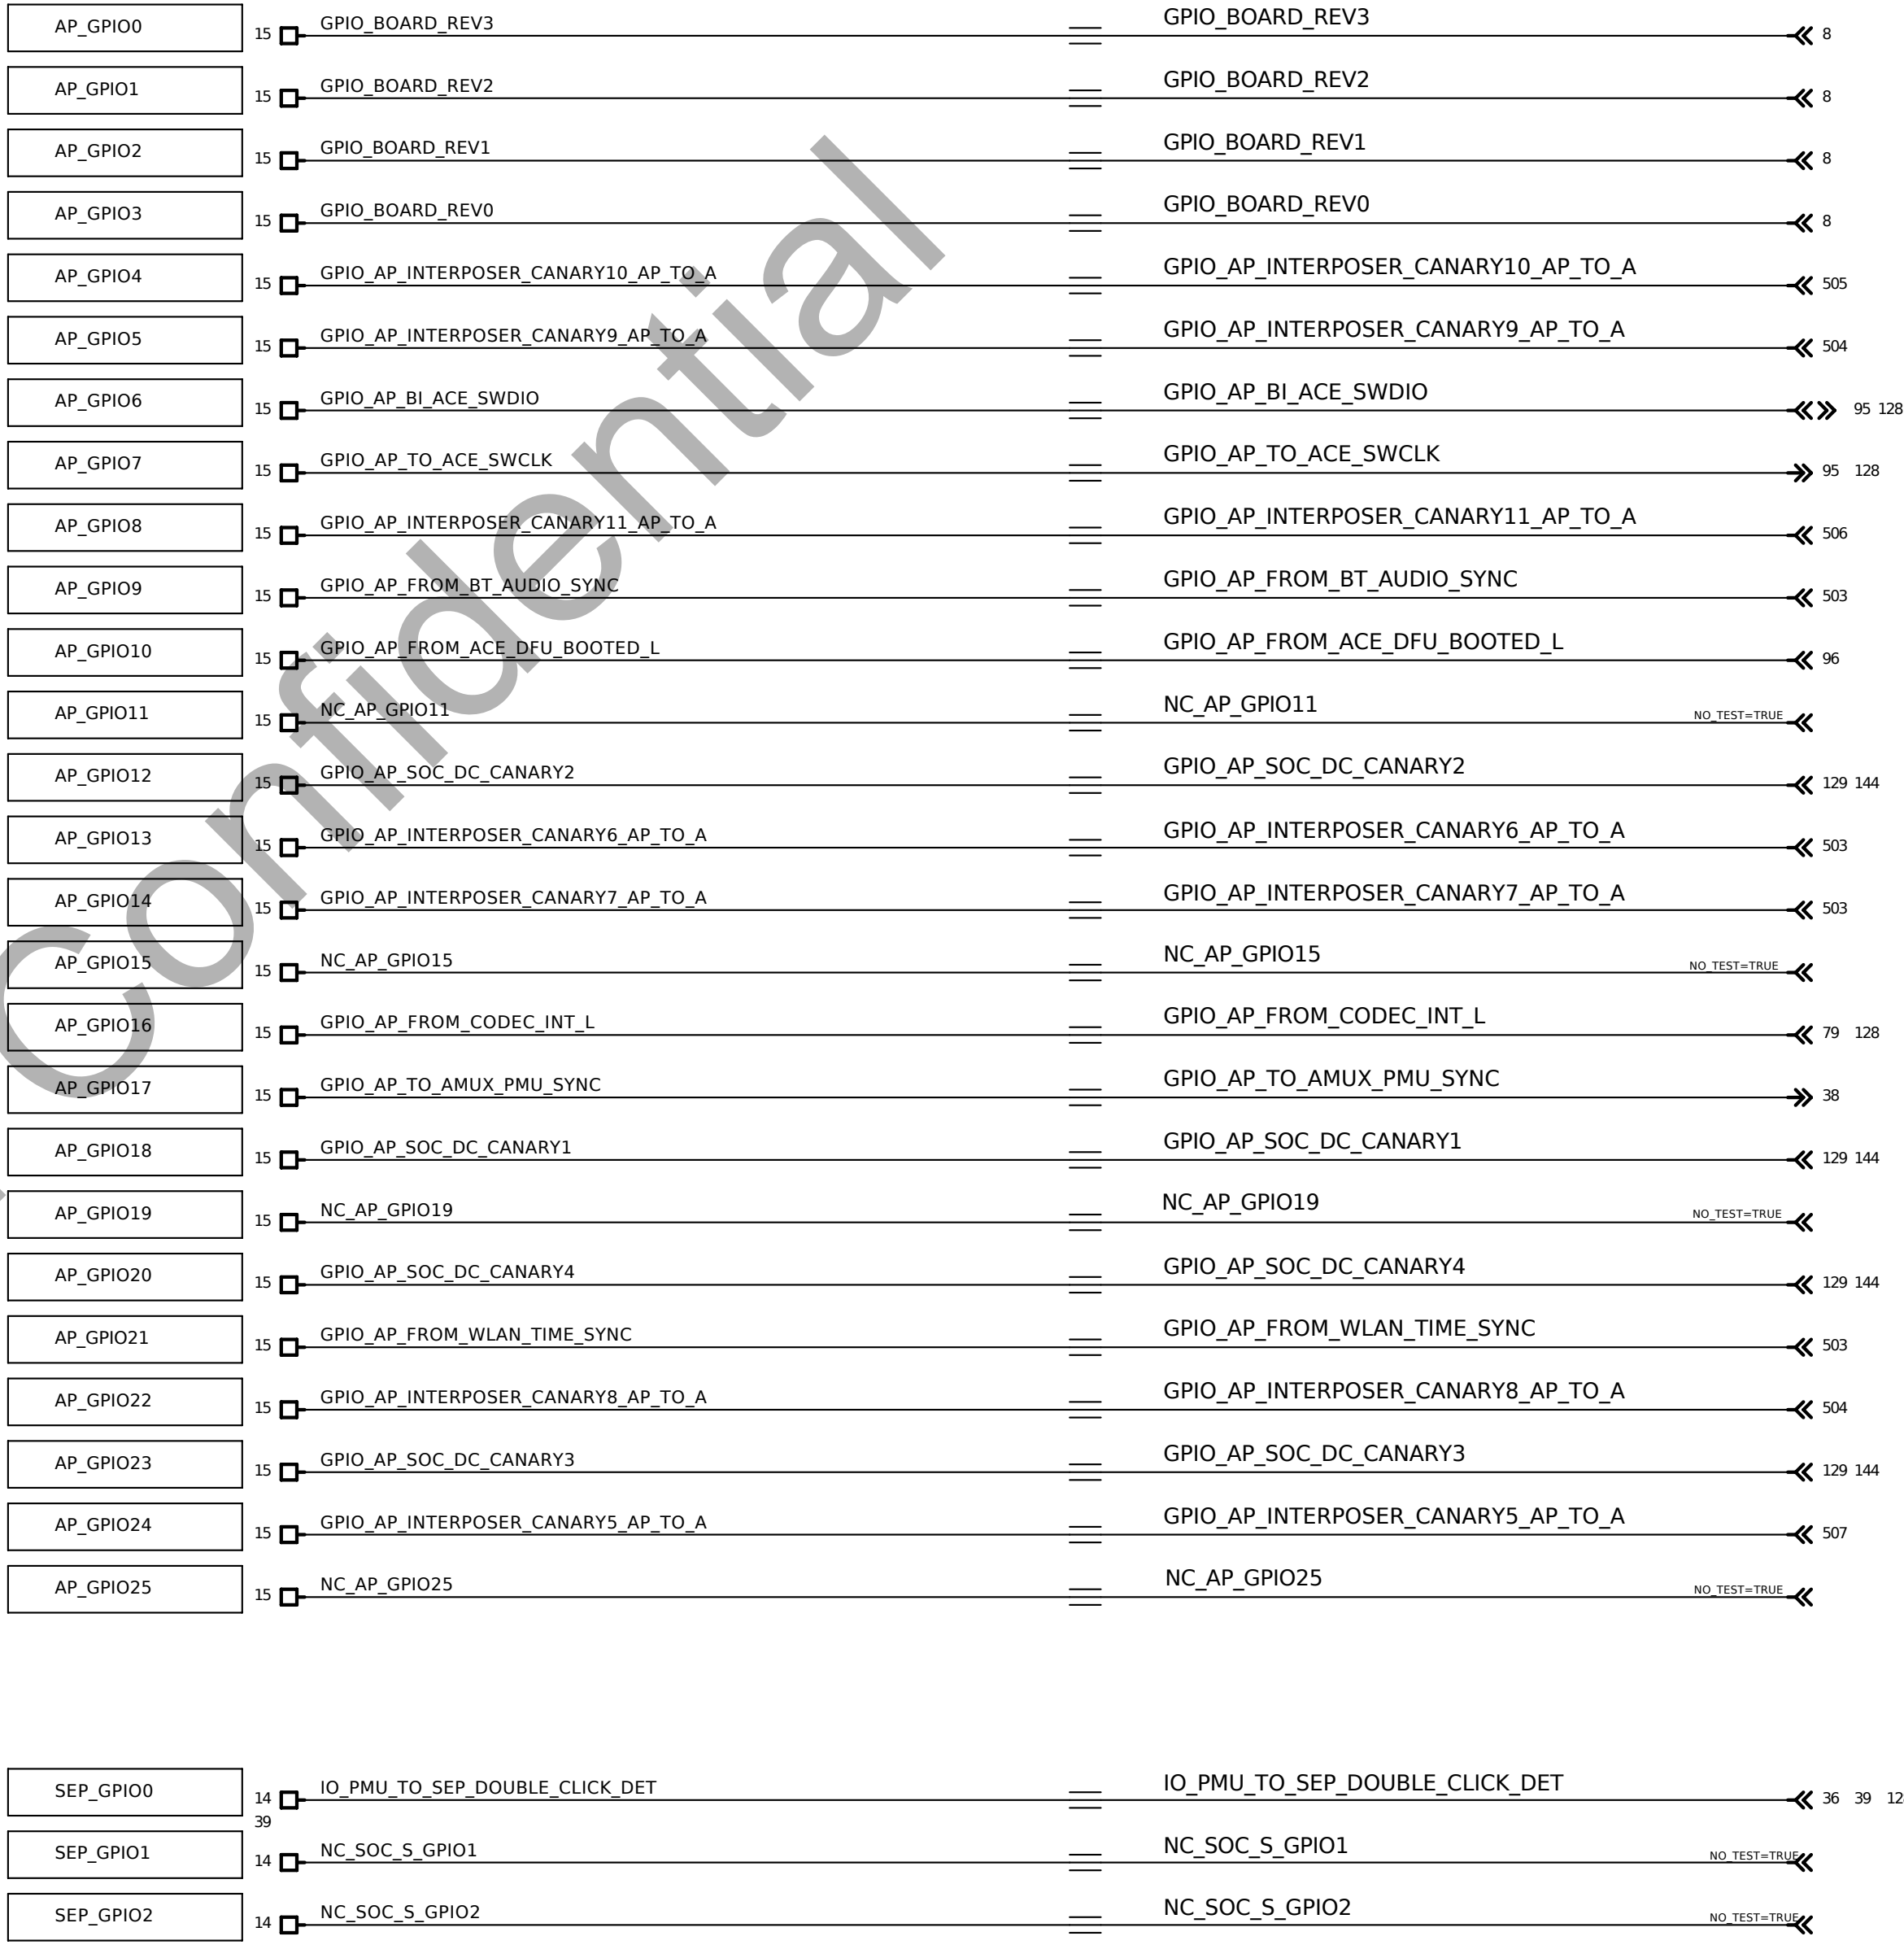 AP_GPIO0 15 GPIO_BOARD_REV3 GPIO_BOARD_REV3 8
AP_GPIO1 15 GPIO_BOARD_REV2 GPIO_BOARD_REV2 8
AP_GPIO2 15 GPIO_BOARD_REV1 GPIO_BOARD_REV1 8
AP_GPIO3 15 GPIO_BOARD_REV0 GPIO_BOARD_REV0 8
AP_GPIO4 15 GPIO_AP_INTERPOSER_CANARY10_AP_TO_A GPIO_AP_INTERPOSER_CANARY10_AP_TO_A 505
AP_GPIO5 15 GPIO_AP_INTERPOSER_CANARY9_AP_TO_A GPIO_AP_INTERPOSER_CANARY9_AP_TO_A 504
AP_GPIO6 15 GPIO_AP_BI_ACE_SWDIO GPIO_AP_BI_ACE_SWDIO 95 128
AP_GPIO7 15 GPIO_AP_TO_ACE_SWCLK GPIO_AP_TO_ACE_SWCLK 95 128
AP_GPIO8 15 GPIO_AP_INTERPOSER_CANARY11_AP_TO_A GPIO_AP_INTERPOSER_CANARY11_AP_TO_A 506
AP_GPIO9 15 GPIO_AP_FROM_BT_AUDIO_SYNC GPIO_AP_FROM_BT_AUDIO_SYNC 503
AP_GPIO10 15 GPIO_AP_FROM_ACE_DFU_BOOTED_L GPIO_AP_FROM_ACE_DFU_BOOTED_L 96
AP_GPIO11 15 NC_AP_GPIO11 NC_AP_GPIO11 NO_TEST=TRUE
AP_GPIO12 15 GPIO_AP_SOC_DC_CANARY2 GPIO_AP_SOC_DC_CANARY2 129 144
AP_GPIO13 15 GPIO_AP_INTERPOSER_CANARY6_AP_TO_A GPIO_AP_INTERPOSER_CANARY6_AP_TO_A 503
AP_GPIO14 15 GPIO_AP_INTERPOSER_CANARY7_AP_TO_A GPIO_AP_INTERPOSER_CANARY7_AP_TO_A 503
AP_GPIO15 15 NC_AP_GPIO15 NC_AP_GPIO15 NO_TEST=TRUE
AP_GPIO16 15 GPIO_AP_FROM_CODEC_INT_L GPIO_AP_FROM_CODEC_INT_L 79 128
AP_GPIO17 15 GPIO_AP_TO_AMUX_PMU_SYNC GPIO_AP_TO_AMUX_PMU_SYNC 38
AP_GPIO18 15 GPIO_AP_SOC_DC_CANARY1 GPIO_AP_SOC_DC_CANARY1 129 144
AP_GPIO19 15 NC_AP_GPIO19 NC_AP_GPIO19 NO_TEST=TRUE
AP_GPIO20 15 GPIO_AP_SOC_DC_CANARY4 GPIO_AP_SOC_DC_CANARY4 129 144
AP_GPIO21 15 GPIO_AP_FROM_WLAN_TIME_SYNC GPIO_AP_FROM_WLAN_TIME_SYNC 503
AP_GPIO22 15 GPIO_AP_INTERPOSER_CANARY8_AP_TO_A GPIO_AP_INTERPOSER_CANARY8_AP_TO_A 504
AP_GPIO23 15 GPIO_AP_SOC_DC_CANARY3 GPIO_AP_SOC_DC_CANARY3 129 144
AP_GPIO24 15 GPIO_AP_INTERPOSER_CANARY5_AP_TO_A GPIO_AP_INTERPOSER_CANARY5_AP_TO_A 507
AP_GPIO25 15 NC_AP_GPIO25 NC_AP_GPIO25 NO_TEST=TRUE
SEP_GPIO0 14 IO_PMU_TO_SEP_DOUBLE_CLICK_DET IO_PMU_TO_SEP_DOUBLE_CLICK_DET 36 39
39
SEP_GPIO1 14 NC_SOC_S_GPIO1 NC_SOC_S_GPIO1 NO_TEST=TRUE
SEP_GPIO2 14 NC_SOC_S_GPIO2 NC_SOC_S_GPIO2 NO_TEST=TRUE
Confidential